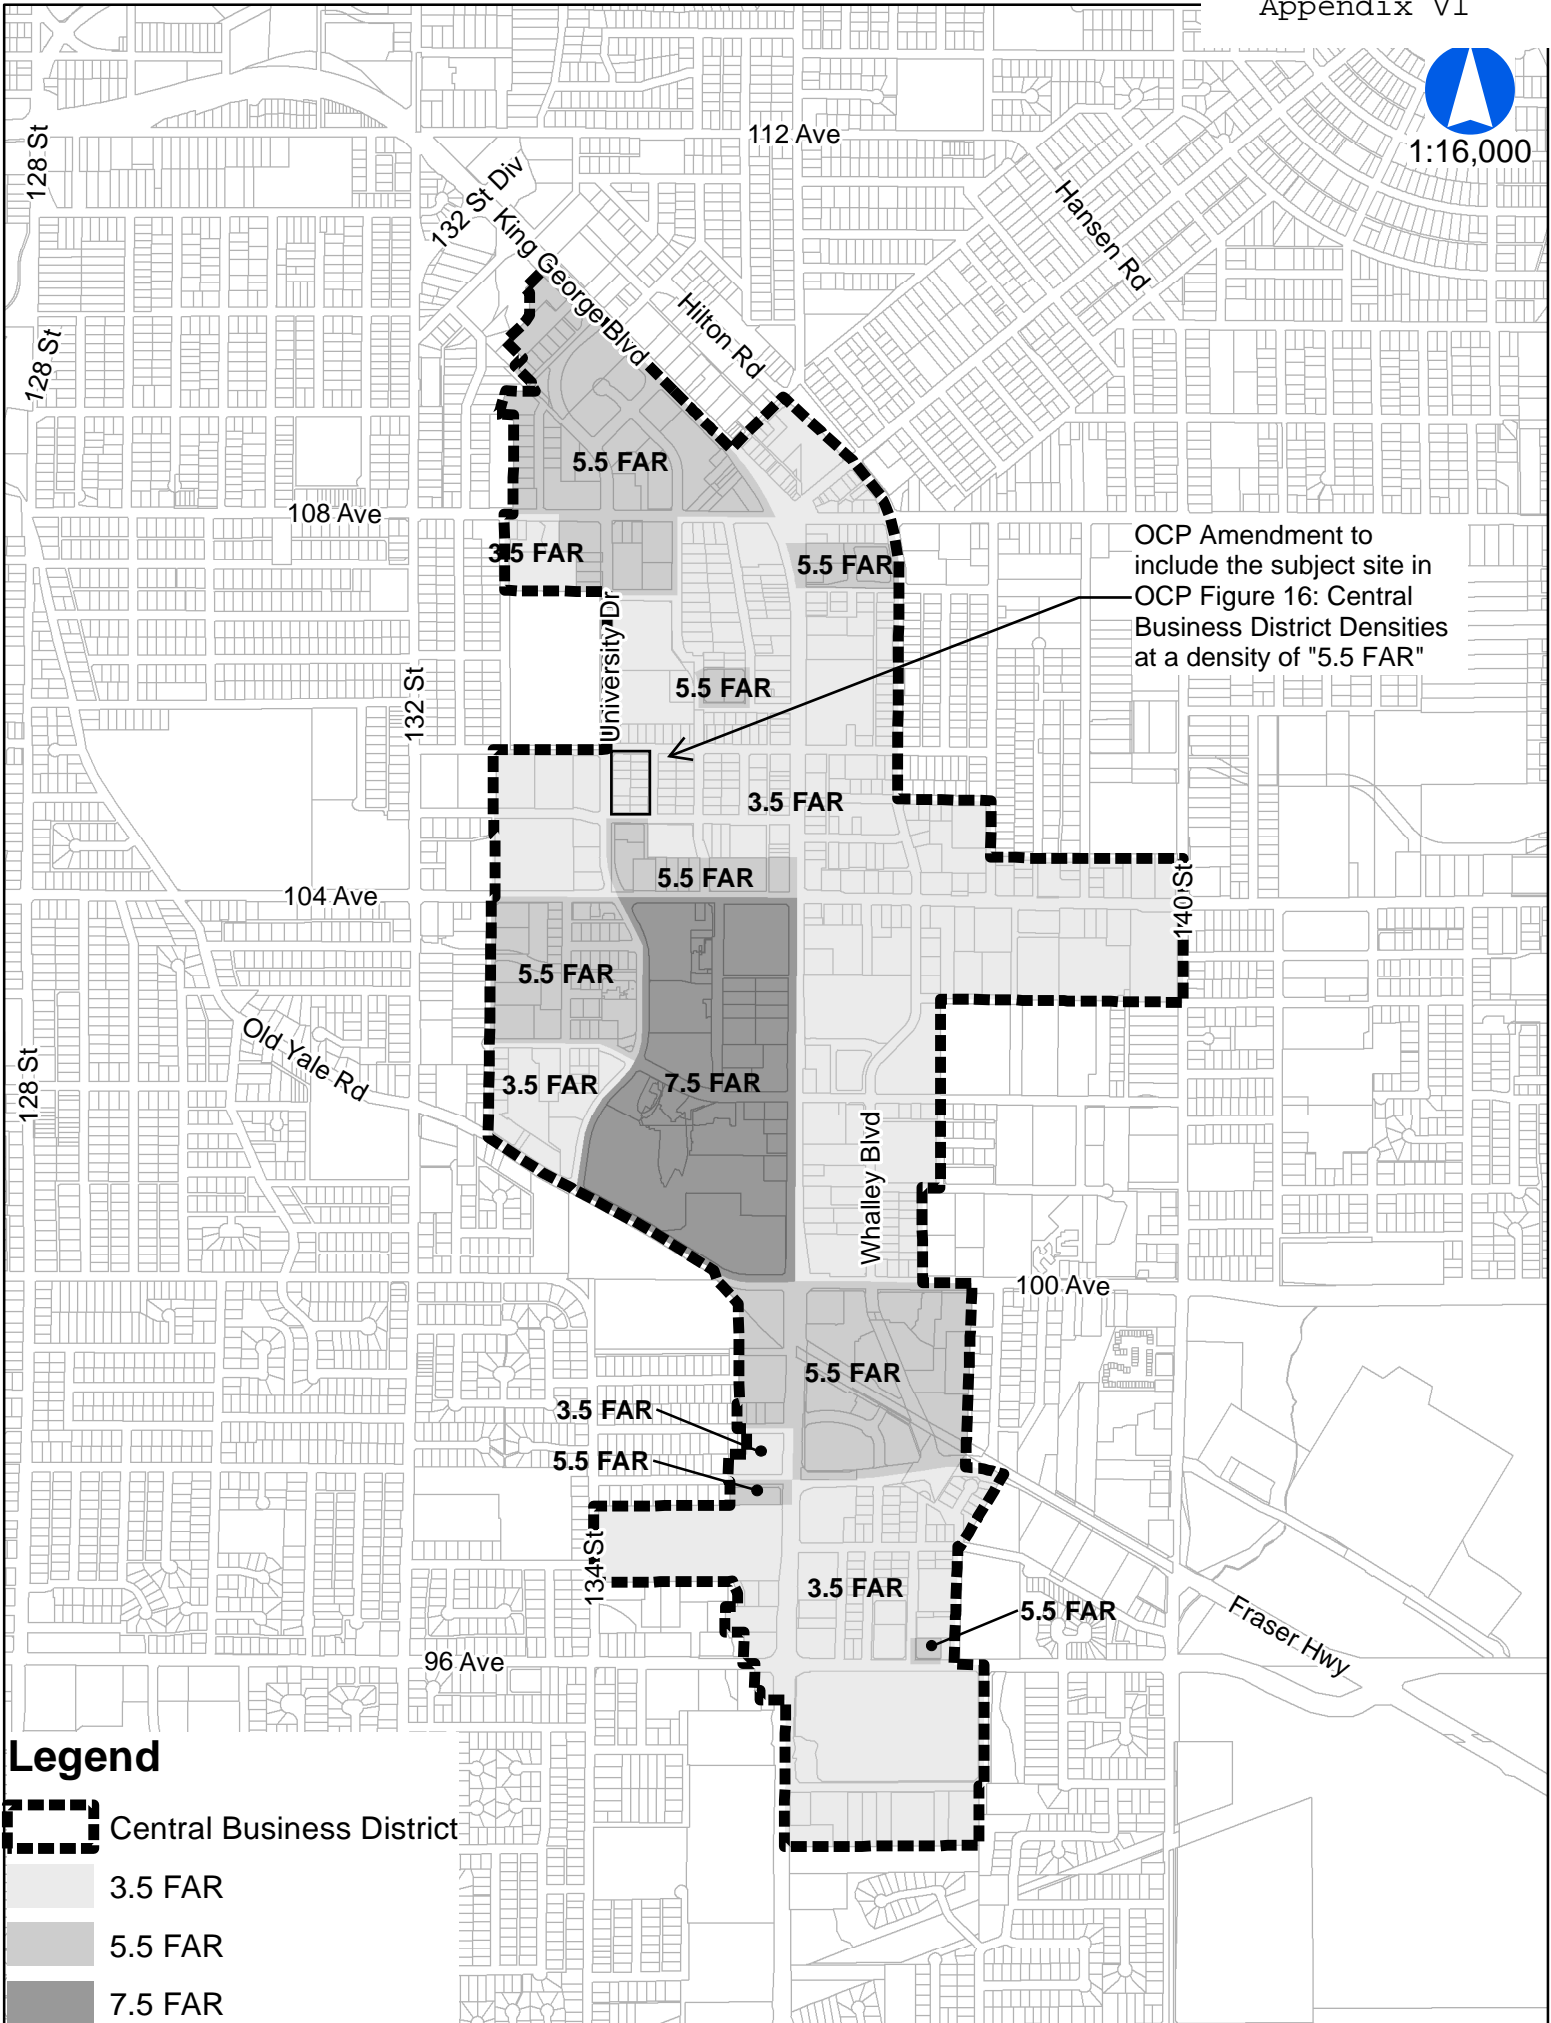 Appendix VI
1:16,000
112 Ave
128 St
132 St Div
King George Blvd
Hansen Rd
Hilton Rd
128 St
5.5 FAR
108 Ave
3.5 FAR
5.5 FAR
OCP Amendment to
include the subject site in
OCP Figure 16: Central
Business District Densities
at a density of "5.5 FAR"
University Dr
132 St
5.5 FAR
3.5 FAR
5.5 FAR
104 Ave
140 St
5.5 FAR
Old Yale Rd
128 St
3.5 FAR
7.5 FAR
Whalley Blvd
100 Ave
5.5 FAR
3.5 FAR
5.5 FAR
134 St
3.5 FAR
5.5 FAR
Fraser Hwy
96 Ave
Legend
Central Business District
3.5 FAR
5.5 FAR
7.5 FAR